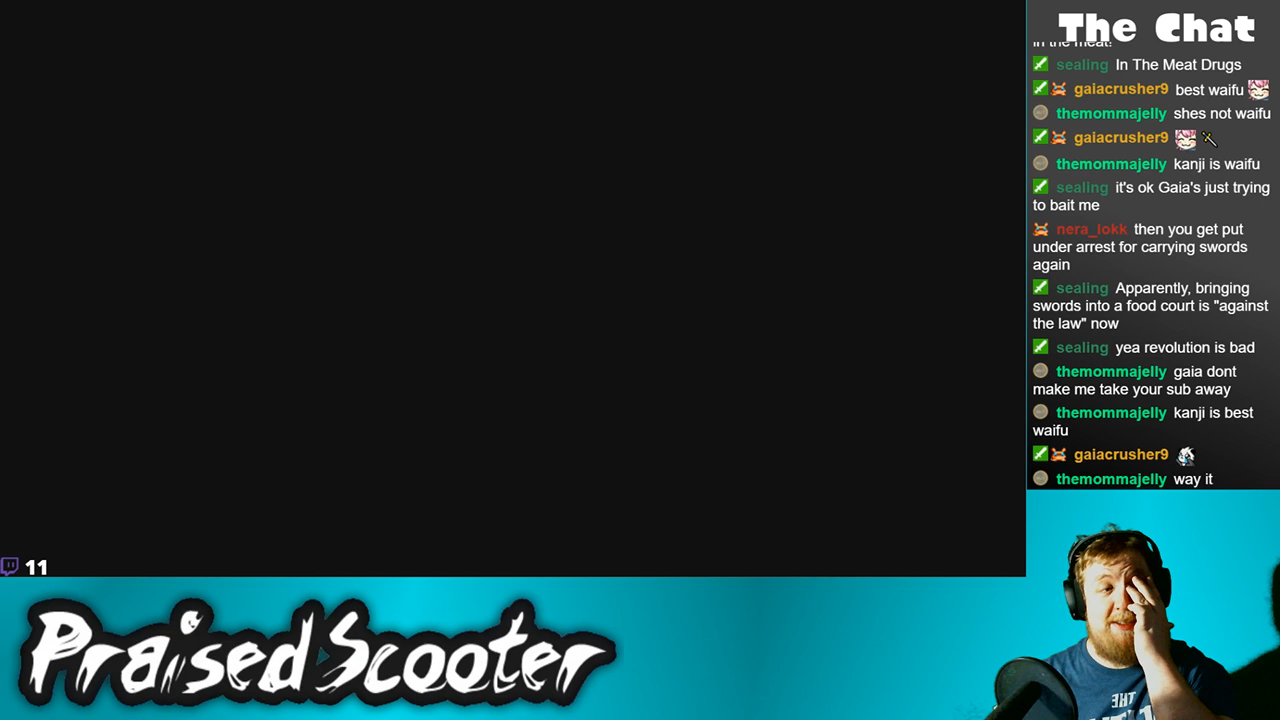 The Chat
in the meat!
sealing In The Meat Drugs
gaiacrusher9 best waifu
themommajelly shes not waifu
gaiacrusher9
themommajelly kanji is waifu
sealing it's ok Gaia's just trying
to bait me
nera_lokk then you get put
under arrest for carrying swords
again
sealing Apparently, bringing
swords into a food court is "against
the law" now
sealing yea revolution is bad
themommajelly gaia dont
make me take your sub away
themommajelly kanji is best
waifu
gaiacrusher9
themommajelly way it
11
PraisedScooter
THE